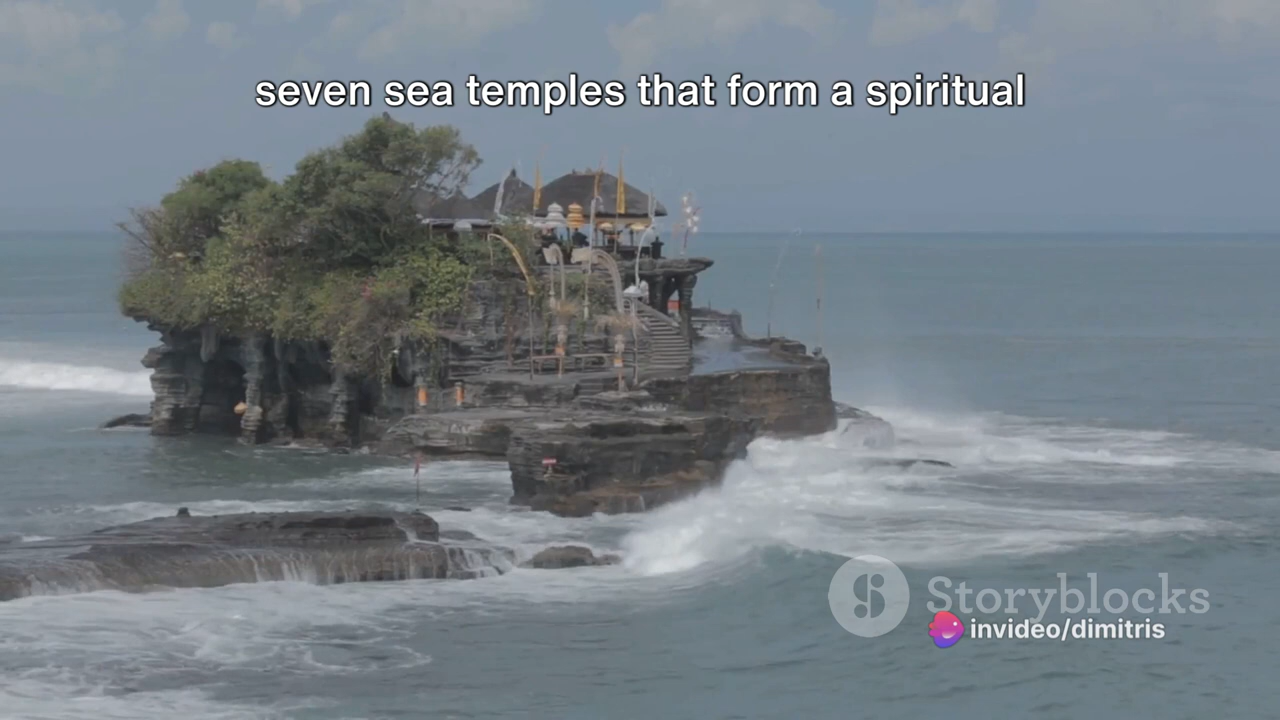 seven sea temples that form a spiritual
Storyblocks
invideo/dimitris